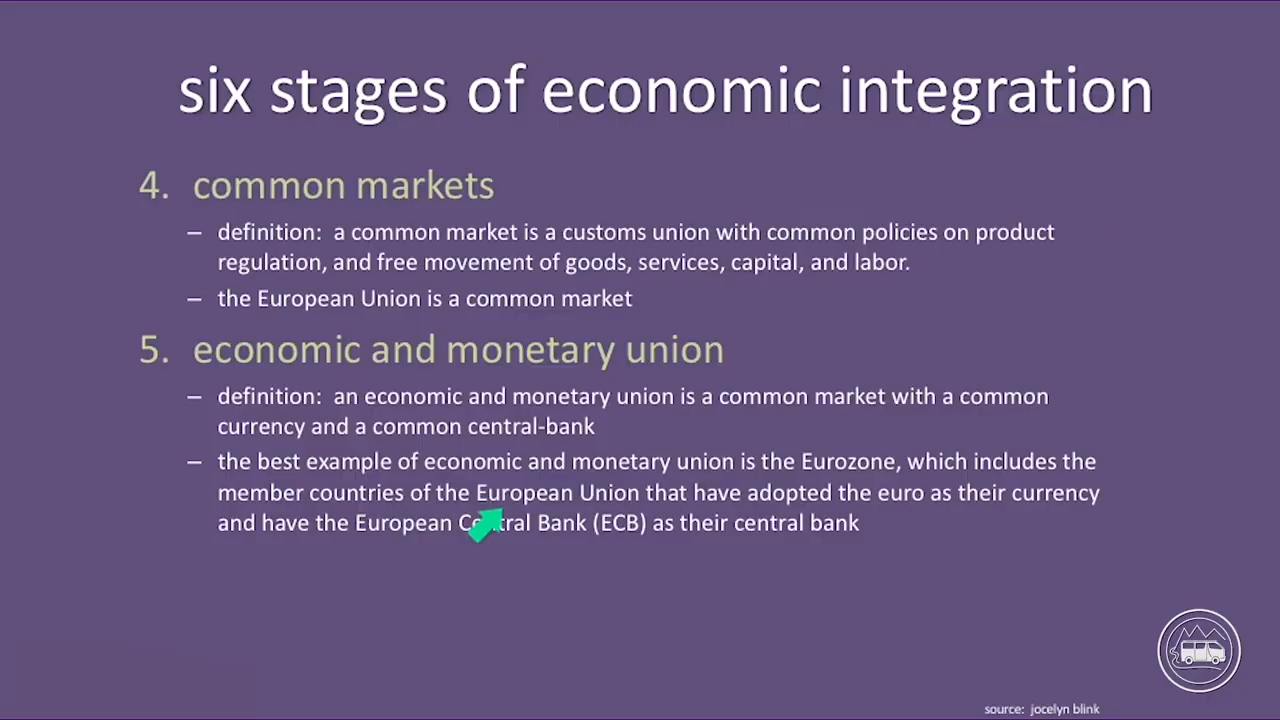 six stages of economic integration
4. common markets
– definition: a common market is a customs union with common policies on product
regulation, and free movement of goods, services, capital, and labor.
– the European Union is a common market
5. economic and monetary union
– definition: an economic and monetary union is a common market with a common
currency and a common central-bank
– the best example of economic and monetary union is the Eurozone, which includes the
member countries of the European Union that have adopted the euro as their currency
and have the European Central Bank (ECB) as their central bank
source: jocelyn blink